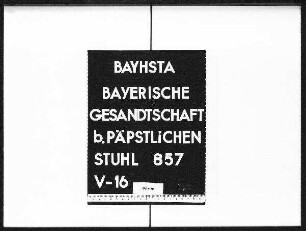 BAYHSTA
BAYERISCHE
GESANDTSCHAFT
b. PÄPSTLiCHEN
STUHL 857
V-16